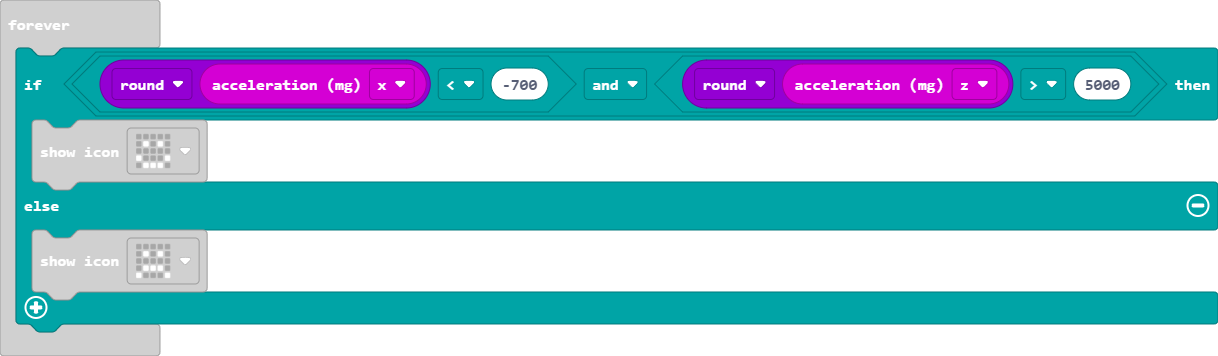 forever
if round acceleration (mg) x < -700 and round acceleration (mg) z > 5000 then
show icon
else
show icon